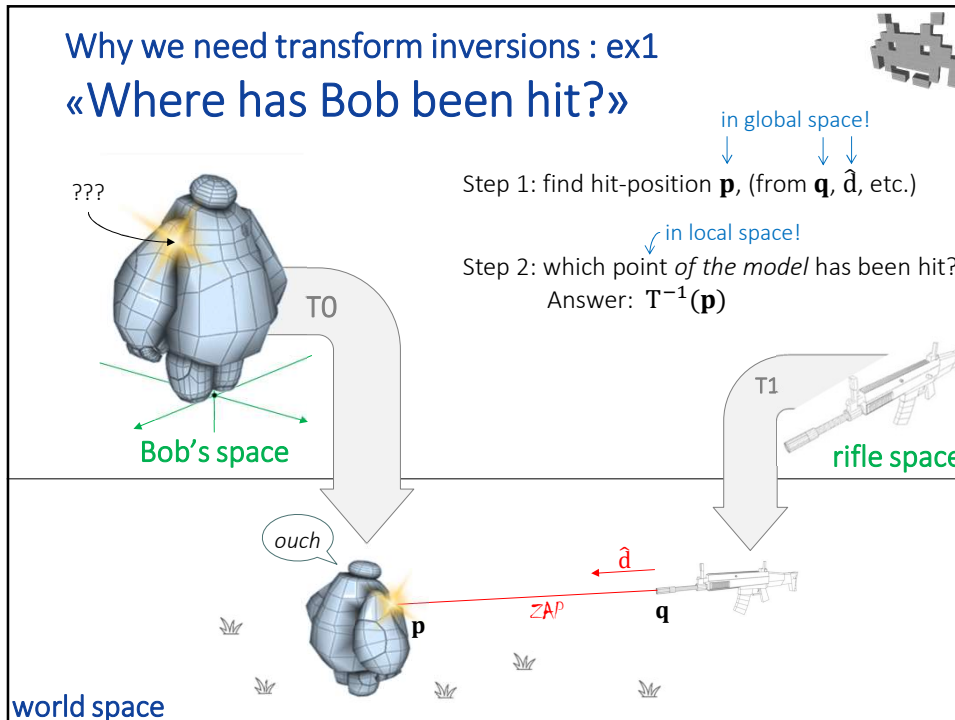 Why we need transform inversions : ex1
«Where has Bob been hit?»
in global space!
???
Step 1: find hit-position p, (from q, d̂, etc.)
in local space!
Step 2: which point of the model has been hit?
Answer: T⁻¹(p)
T0
T1
Bob's space
rifle space
ouch
d̂
ZAP
p
q
world space